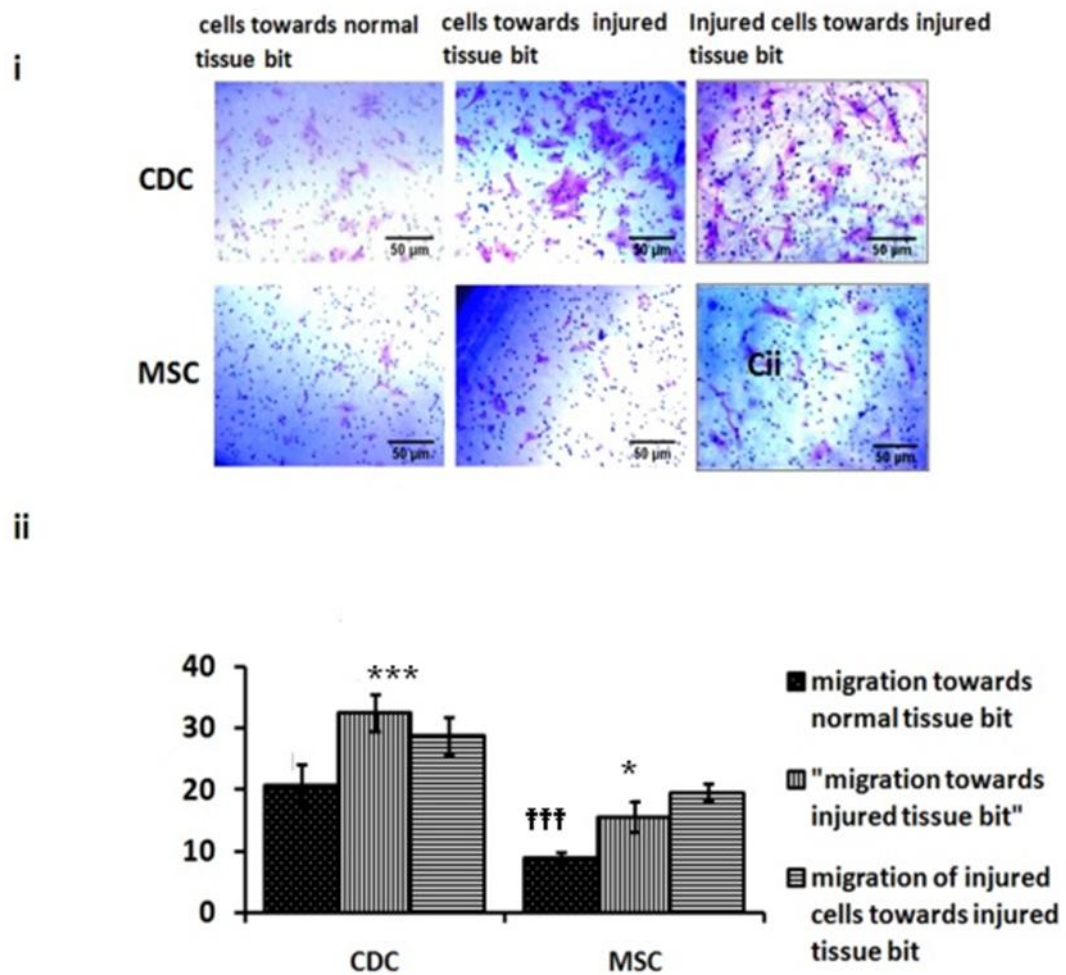 i
cells towards normal
tissue bit
cells towards injured
tissue bit
Injured cells towards injured
tissue bit
CDC
50 µm
50 µm
50 µm
MSC
Cii
50 µm
50 µm
50 µm
ii
40
30
20
10
0
***
ŧŧŧ
*
CDC
MSC
migration towards
normal tissue bit
"migration towards
injured tissue bit"
migration of injured
cells towards injured
tissue bit